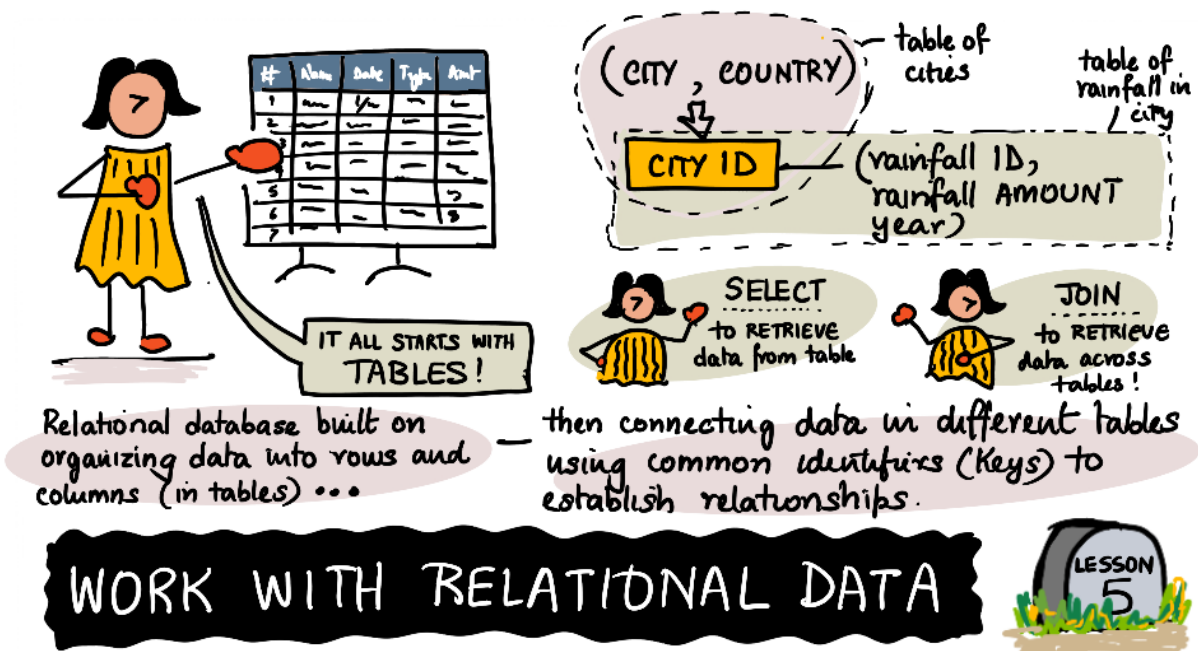 # Name Date Type Amt
1
2
3
4
5
6
7
IT ALL STARTS WITH
TABLES!
(CITY, COUNTRY)
table of
cities
table of
rainfall in
city
CITY ID
(rainfall ID,
rainfall AMOUNT
year)
SELECT
to RETRIEVE
data from table
JOIN
to RETRIEVE
data across
tables!
Relational database built on
organizing data into rows and
columns (in tables) •••
— then connecting data in different tables
using common identifiers (Keys) to
establish relationships.
WORK WITH RELATIONAL DATA
LESSON
5